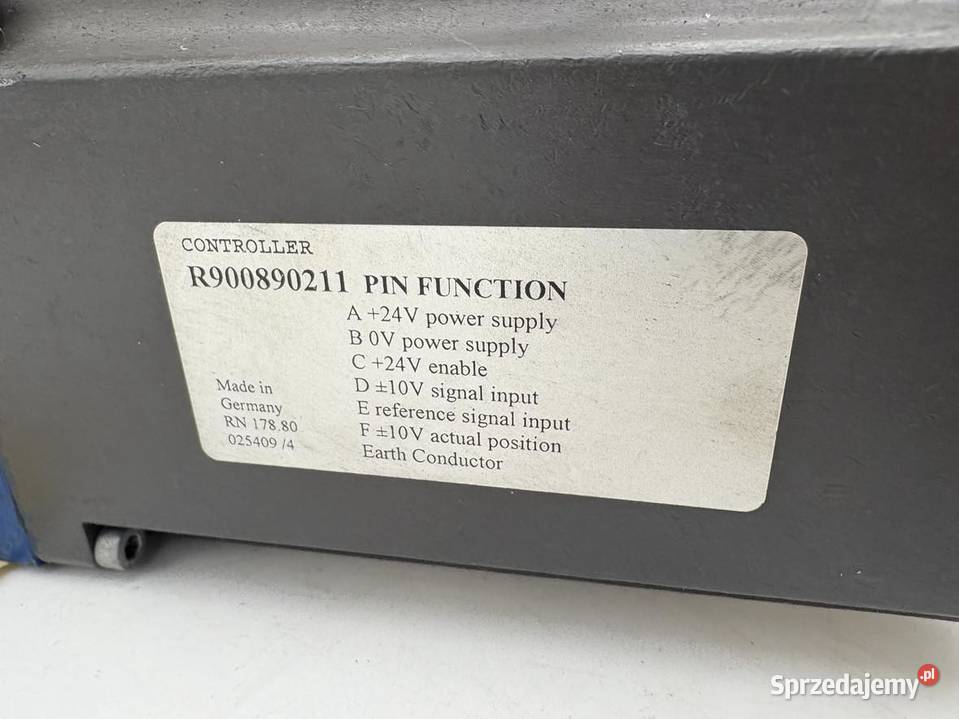 CONTROLLER
R900890211 PIN FUNCTION
A +24V power supply
B 0V power supply
C +24V enable
D ±10V signal input
E reference signal input
F ±10V actual position
Earth Conductor
Made in
Germany
RN 178.80
025409 /4
Sprzedajemy.pl